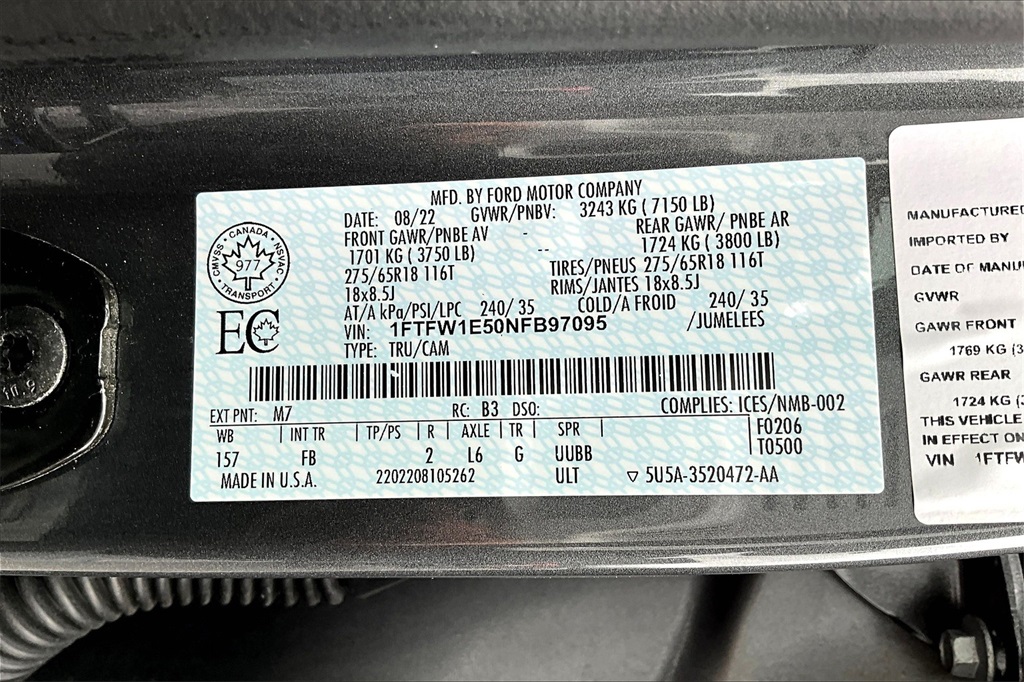 MFD. BY FORD MOTOR COMPANY
DATE: 08/22 GVWR/PNBV: 3243 KG ( 7150 LB)
FRONT GAWR/PNBE AV - REAR GAWR/ PNBE AR
1701 KG ( 3750 LB) -- 1724 KG ( 3800 LB)
275/65R18 116T TIRES/PNEUS 275/65R18 116T
18x8.5J RIMS/JANTES 18x8.5J
AT/A kPa/PSI/LPC 240/ 35 COLD/A FROID 240/ 35
VIN: 1FTFW1E50NFB97095 /JUMELEES
TYPE: TRU/CAM
CMVSS CANADA NSVAC
977
TRANSPORT
EC
EXT PNT: M7 RC: B3 DSO: COMPLIES: ICES/NMB-002
WB INT TR TP/PS R AXLE TR SPR F0206
157 FB 2 L6 G UUBB T0500
MADE IN U.S.A. 2202208105262 ULT ▽ 5U5A-3520472-AA
MANUFACTURED
IMPORTED BY
DATE OF MANU
GVWR
GAWR FRONT
1769 KG (3
GAWR REAR
1724 KG (3
THIS VEHICLE
IN EFFECT ON
VIN 1FTFW